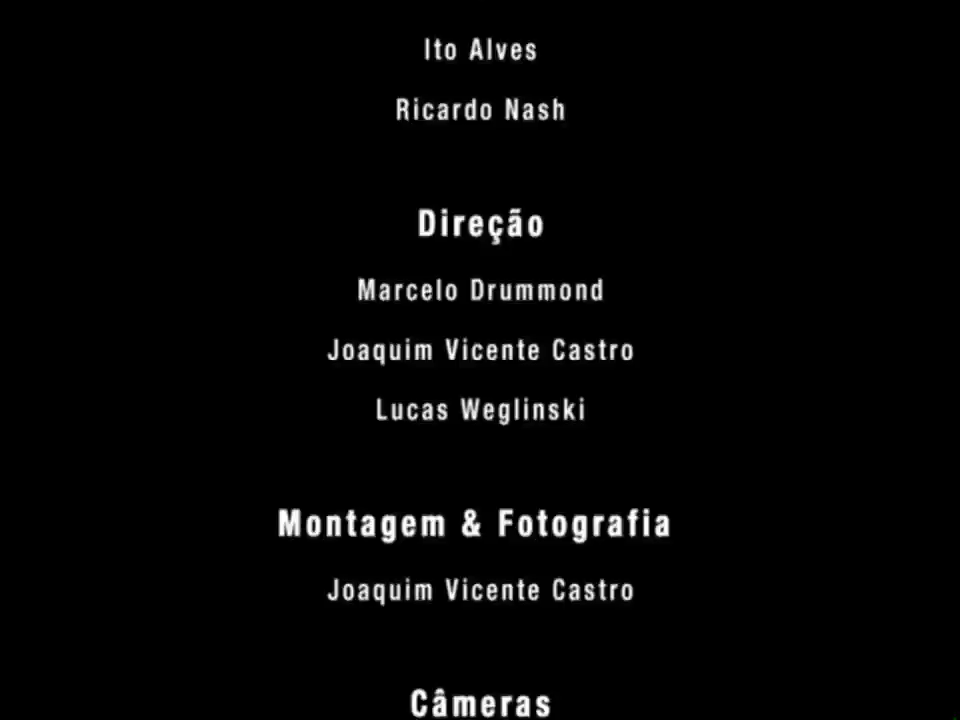 Ito Alves
Ricardo Nash
Direção
Marcelo Drummond
Joaquim Vicente Castro
Lucas Weglinski
Montagem & Fotografia
Joaquim Vicente Castro
Câmeras